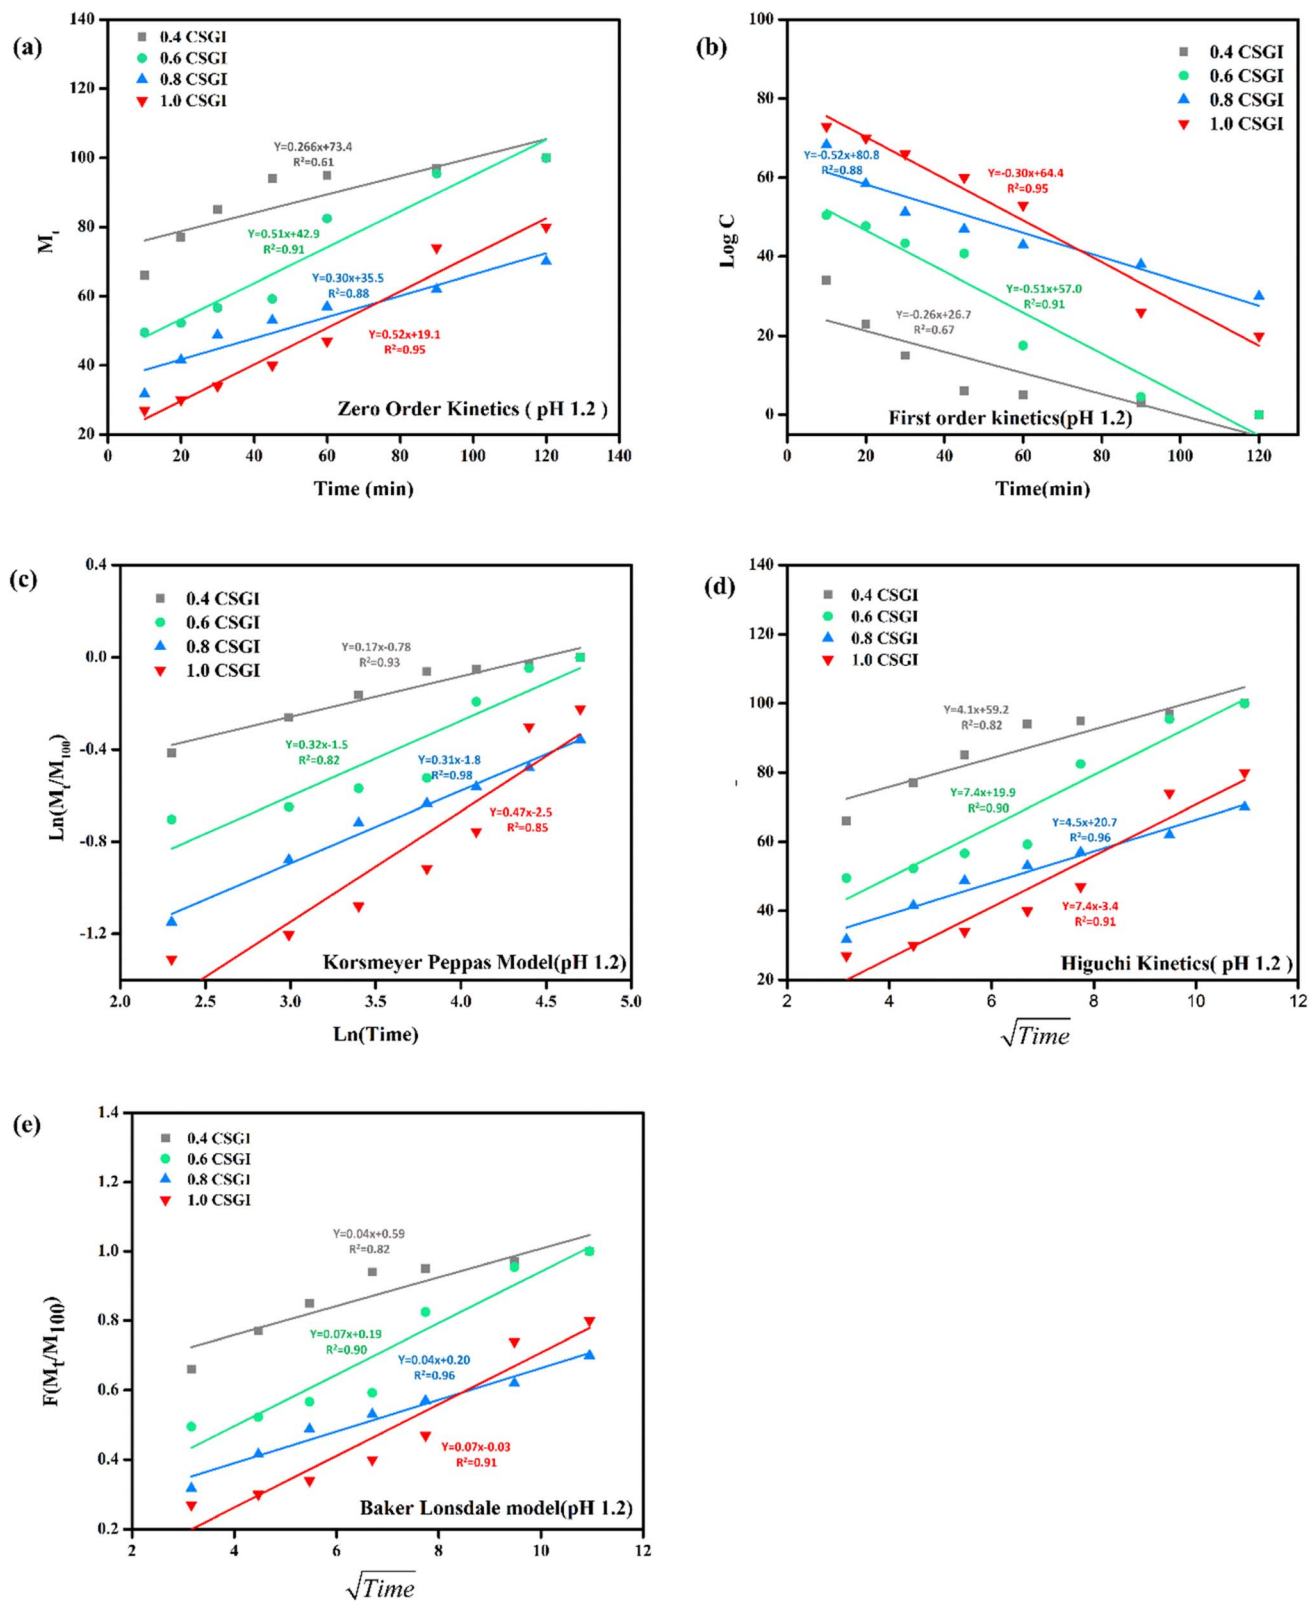 (a)
0.4 CSGI
0.6 CSGI
0.8 CSGI
1.0 CSGI
140
120
100
80
60
40
20
M_t
Y=0.266x+73.4
R²=0.61
Y=0.51x+42.9
R²=0.91
Y=0.30x+35.5
R²=0.88
Y=0.52x+19.1
R²=0.95
Zero Order Kinetics ( pH 1.2 )
0 20 40 60 80 100 120 140
Time (min)
(b)
0.4 CSGI
0.6 CSGI
0.8 CSGI
1.0 CSGI
100
80
60
40
20
0
Log C
Y=-0.52x+80.8
R²=0.88
Y=-0.30x+64.4
R²=0.95
Y=-0.51x+57.0
R²=0.91
Y=-0.26x+26.7
R²=0.67
First order kinetics(pH 1.2)
0 20 40 60 80 100 120
Time(min)
(c)
0.4 CSGI
0.6 CSGI
0.8 CSGI
1.0 CSGI
0.4
0.0
-0.4
-0.8
-1.2
Ln(M_t/M_100)
Y=0.17x-0.78
R²=0.93
Y=0.32x-1.5
R²=0.82
Y=0.31x-1.8
R²=0.98
Y=0.47x-2.5
R²=0.85
Korsmeyer Peppas Model(pH 1.2)
2.0 2.5 3.0 3.5 4.0 4.5 5.0
Ln(Time)
(d)
0.4 CSGI
0.6 CSGI
0.8 CSGI
1.0 CSGI
140
120
100
80
60
40
20
Y=4.1x+59.2
R²=0.82
Y=7.4x+19.9
R²=0.90
Y=4.5x+20.7
R²=0.96
Y=7.4x-3.4
R²=0.91
Higuchi Kinetics( pH 1.2 )
2 4 6 8 10 12
√Time
(e)
0.4 CSGI
0.6 CSGI
0.8 CSGI
1.0 CSGI
1.4
1.2
1.0
0.8
0.6
0.4
0.2
F(M_t/M_100)
Y=0.04x+0.59
R²=0.82
Y=0.07x+0.19
R²=0.90
Y=0.04x+0.20
R²=0.96
Y=0.07x-0.03
R²=0.91
Baker Lonsdale model(pH 1.2)
2 4 6 8 10 12
√Time